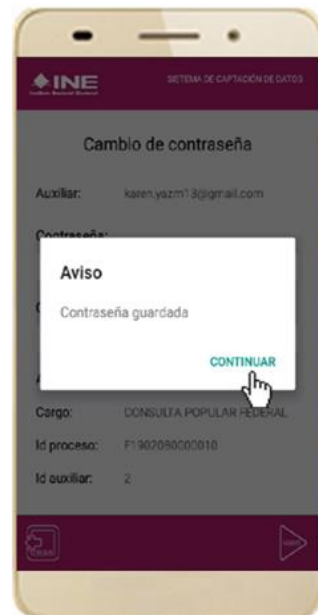 INE
SISTEMA DE CAPTACIÓN DE DATOS
Cambio de contraseña
Auxiliar: karen.yazm13@gmail.com
Contraseña:
Aviso
Contraseña guardada
CONTINUAR
Cargo: CONSULTA POPULAR FEDERAL
Id proceso:
Id auxiliar: 2